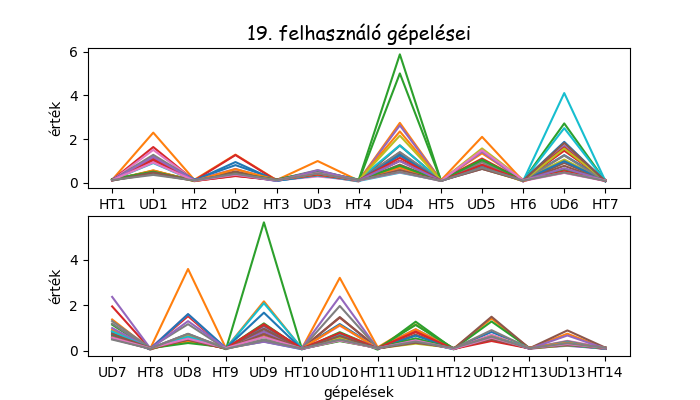 19. felhasználó gépelései
érték
6
4
2
0
HT1 UD1 HT2 UD2 HT3 UD3 HT4 UD4 HT5 UD5 HT6 UD6 HT7
érték
4
2
0
UD7 HT8 UD8 HT9 UD9 HT10 UD10 HT11 UD11 HT12 UD12 HT13 UD13 HT14
gépelések